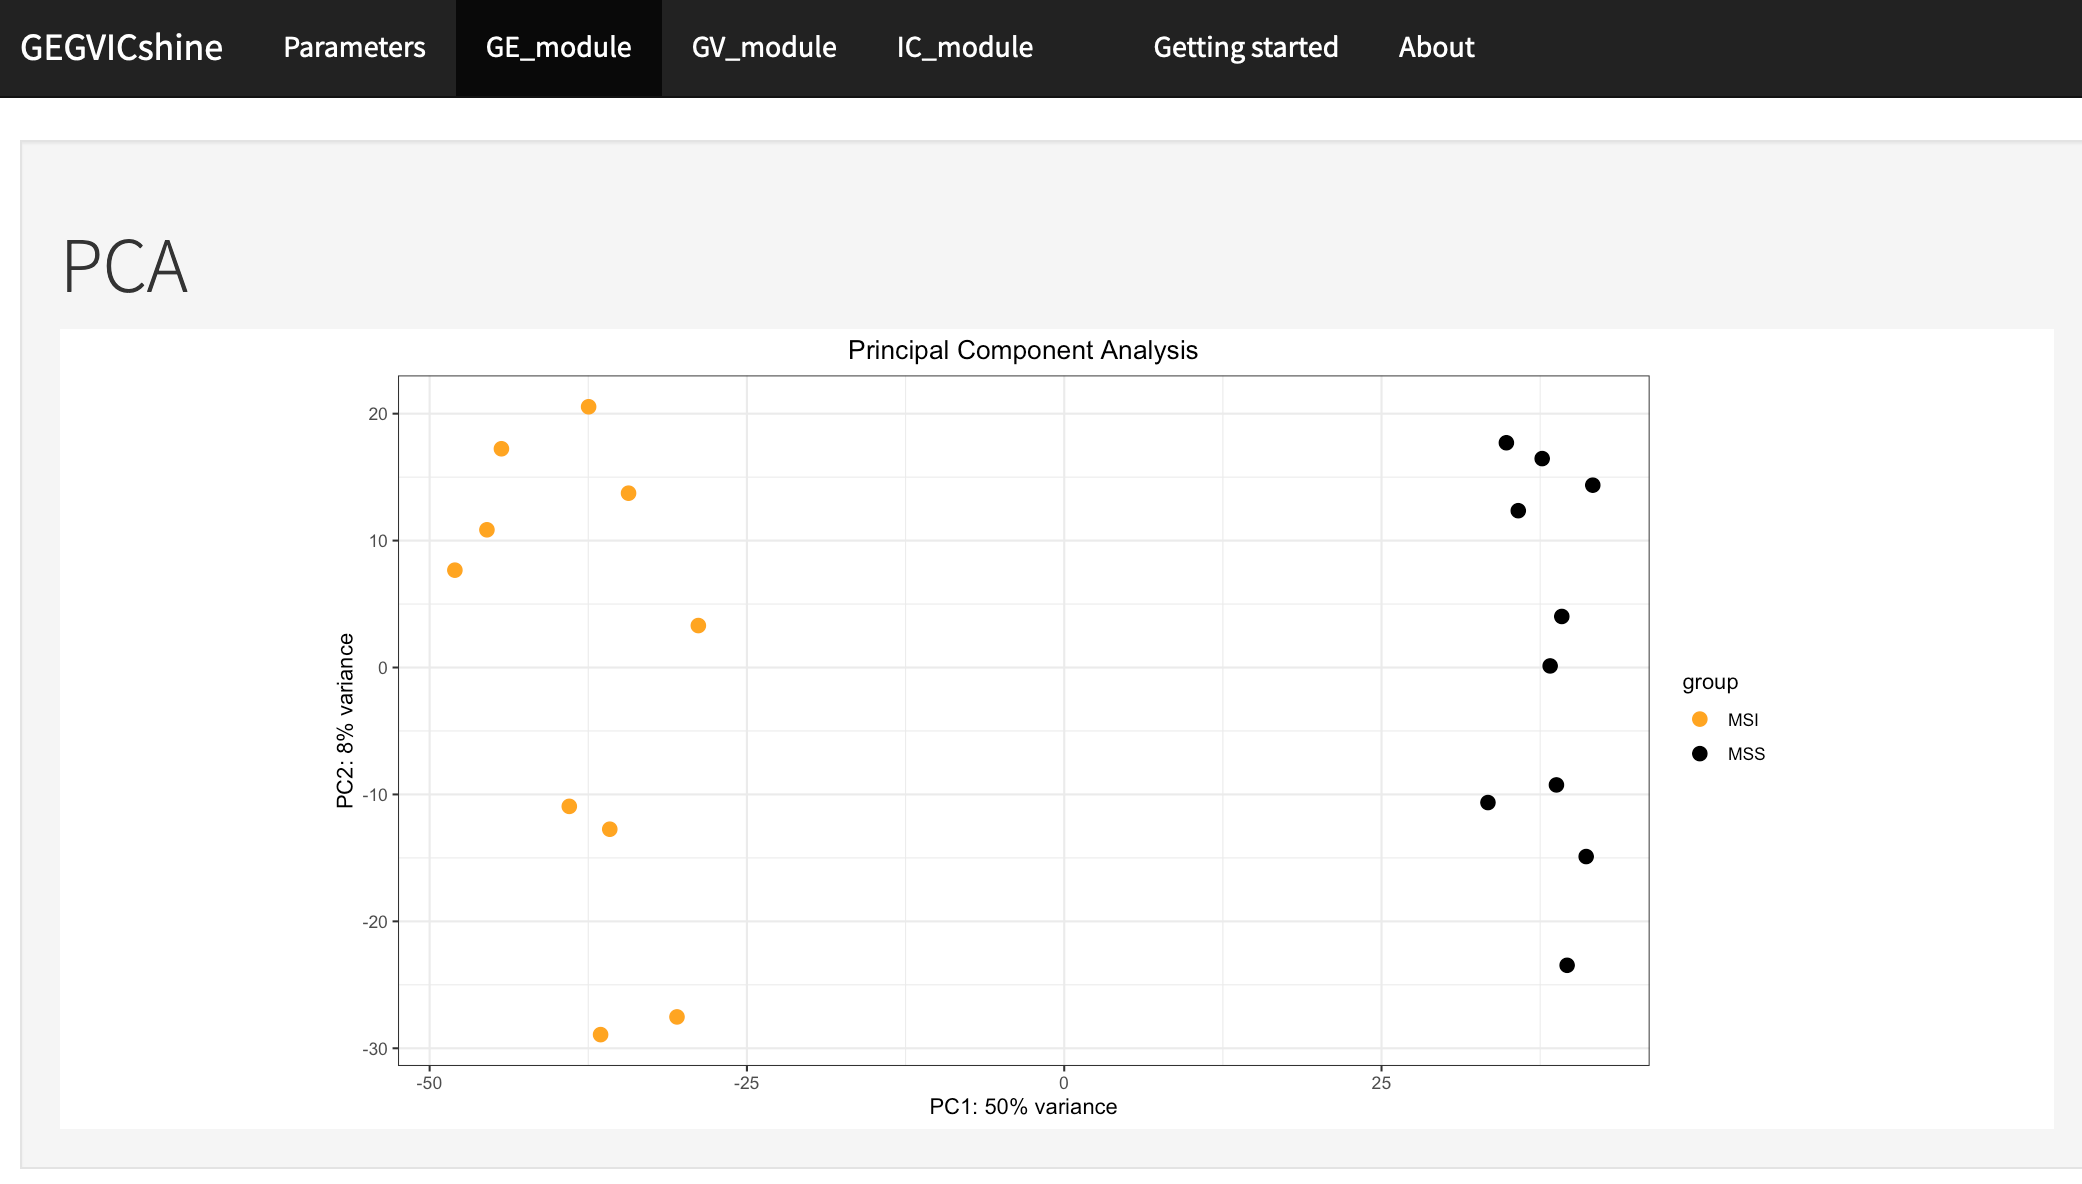 GEGVICshine Parameters GE_module GV_module IC_module Getting started About
PCA
Principal Component Analysis
20
10
0
-10
-20
-30
PC2: 8% variance
-50 -25 0 25
PC1: 50% variance
group
MSI
MSS